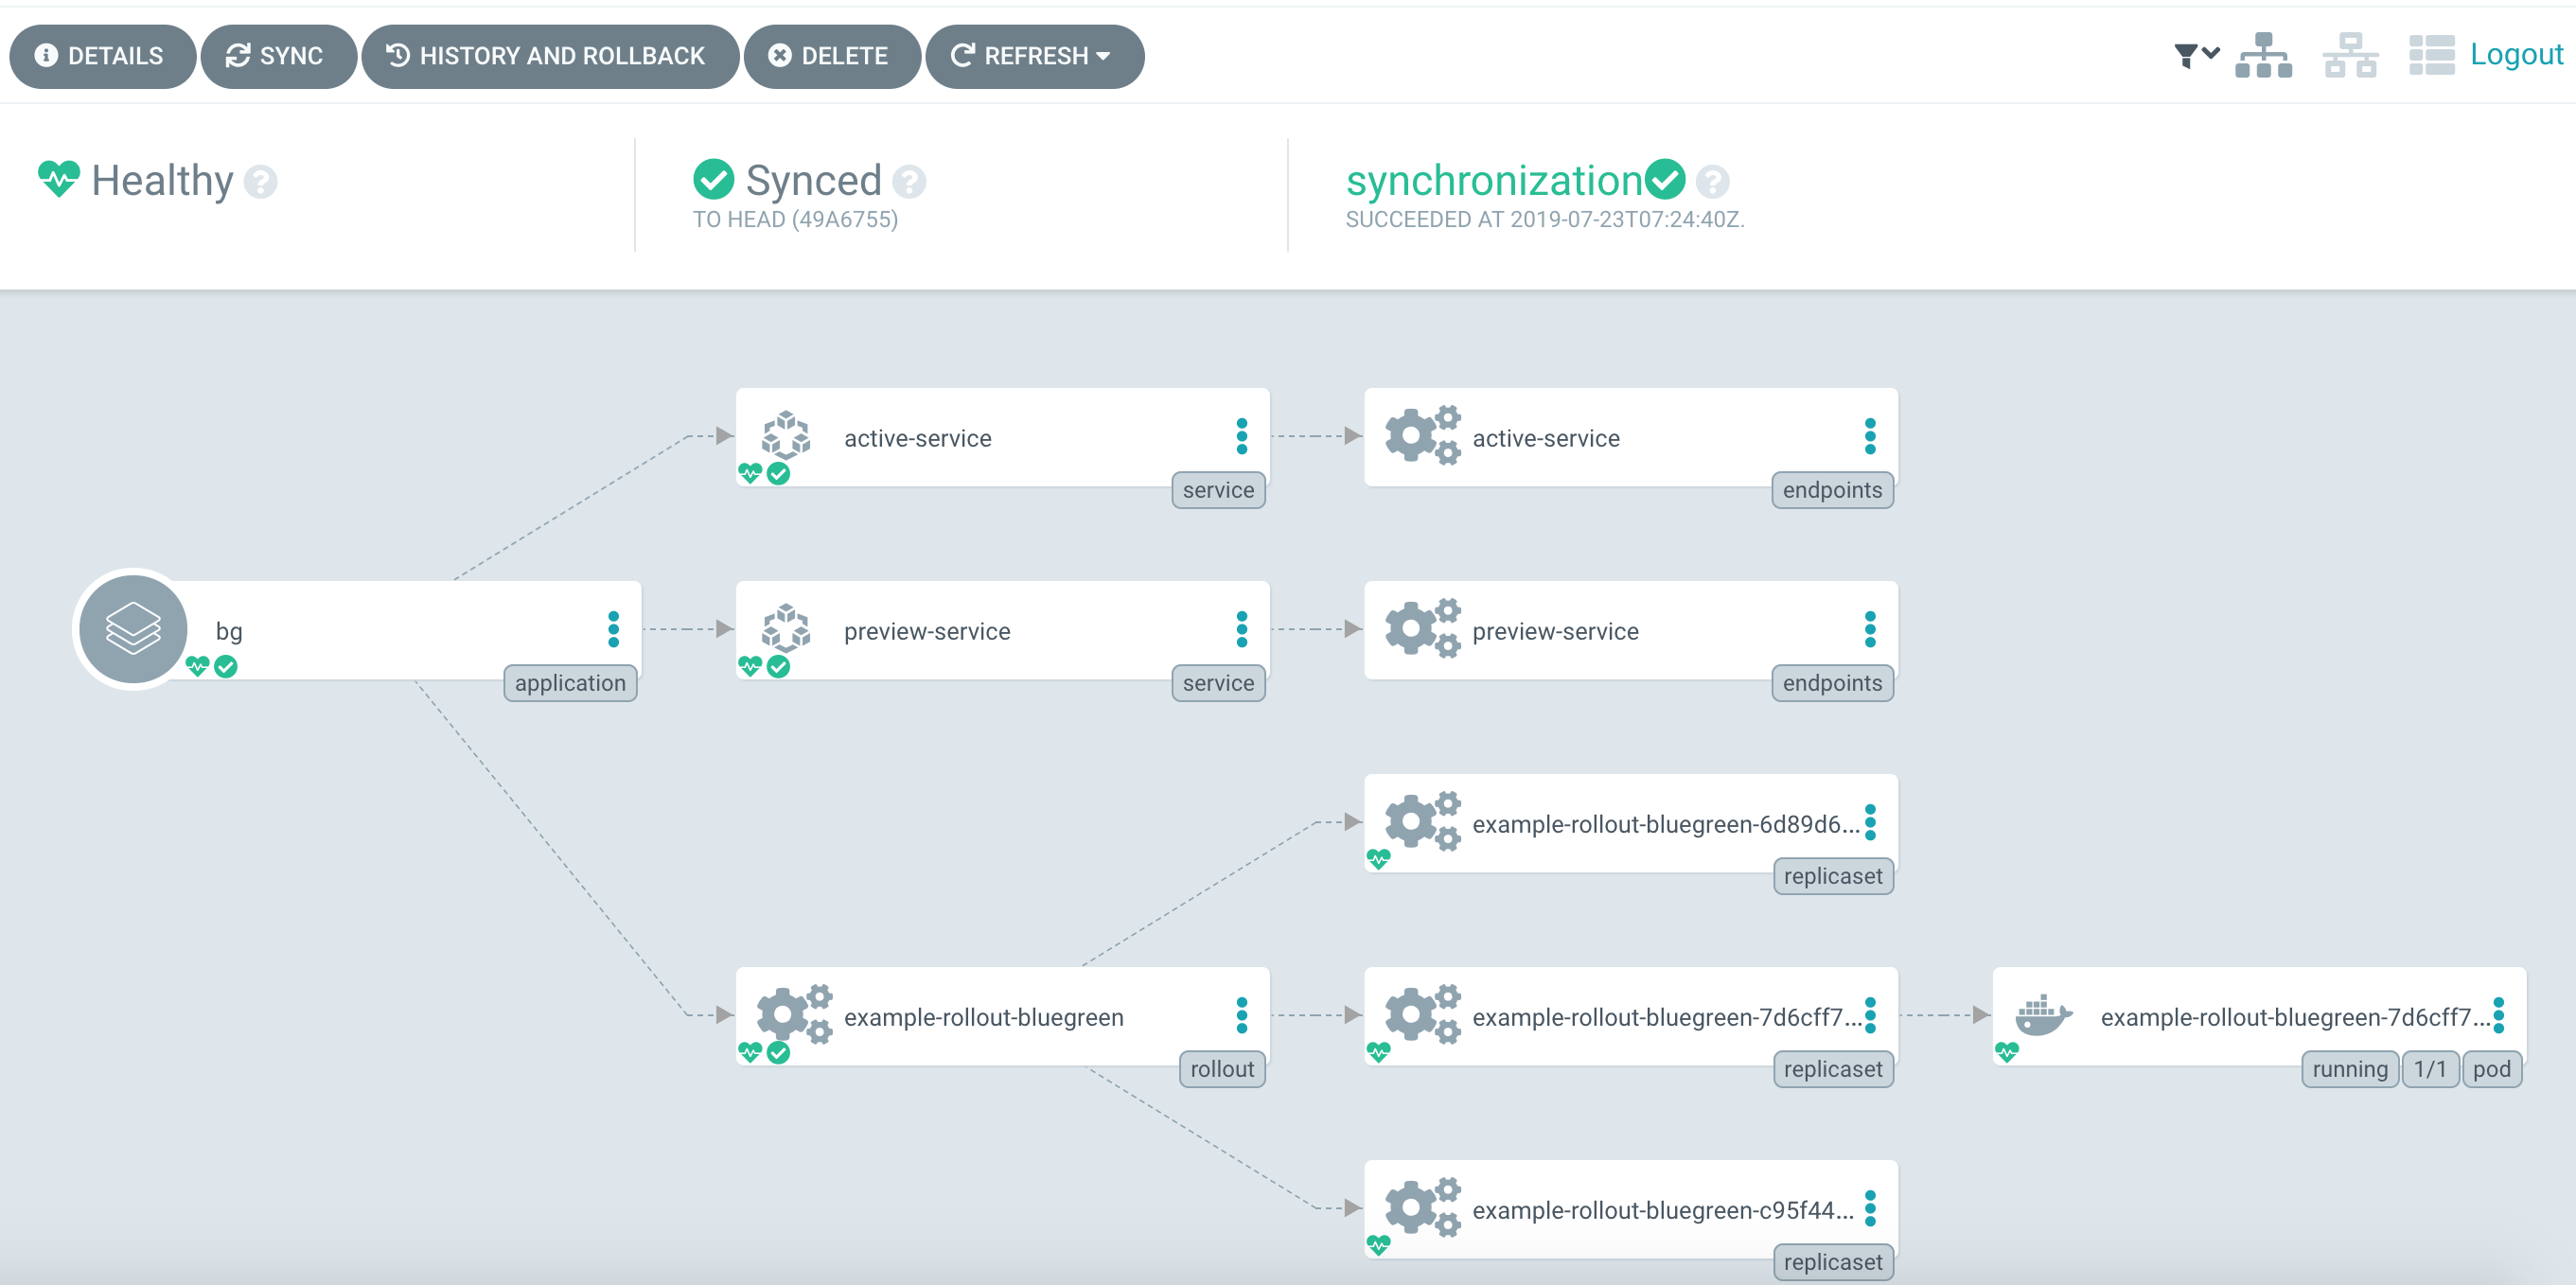 DETAILS SYNC HISTORY AND ROLLBACK DELETE REFRESH Logout
Healthy ? Synced ? synchronization ?
TO HEAD (49A6755) SUCCEEDED AT 2019-07-23T07:24:40Z.
active-service active-service
service endpoints
bg preview-service preview-service
application service endpoints
example-rollout-bluegreen-6d89d6...
replicaset
example-rollout-bluegreen example-rollout-bluegreen-7d6cff7... example-rollout-bluegreen-7d6cff7...
rollout replicaset running 1/1 pod
example-rollout-bluegreen-c95f44...
replicaset